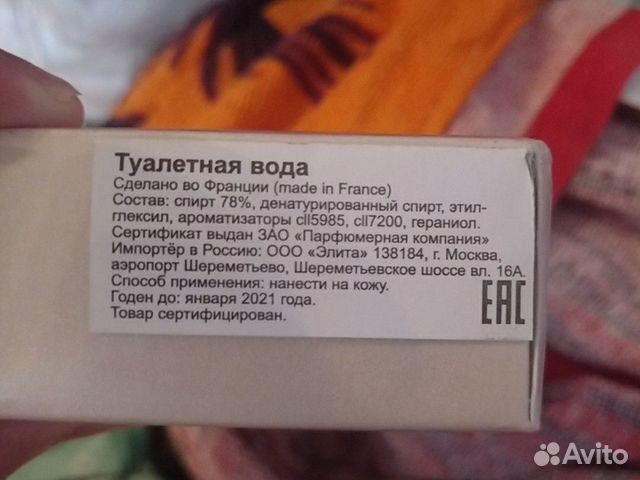 Туалетная вода
Сделано во Франции (made in France)
Состав: спирт 78%, денатурированный спирт, этил-
глексил, ароматизаторы cll5985, cll7200, гераниол.
Сертификат выдан ЗАО «Парфюмерная компания»
Импортёр в Россию: ООО «Элита» 138184, г. Москва,
аэропорт Шереметьево, Шереметьевское шоссе вл. 16А.
Способ применения: нанести на кожу.
Годен до: января 2021 года.
Товар сертифицирован.
EAC
Avito